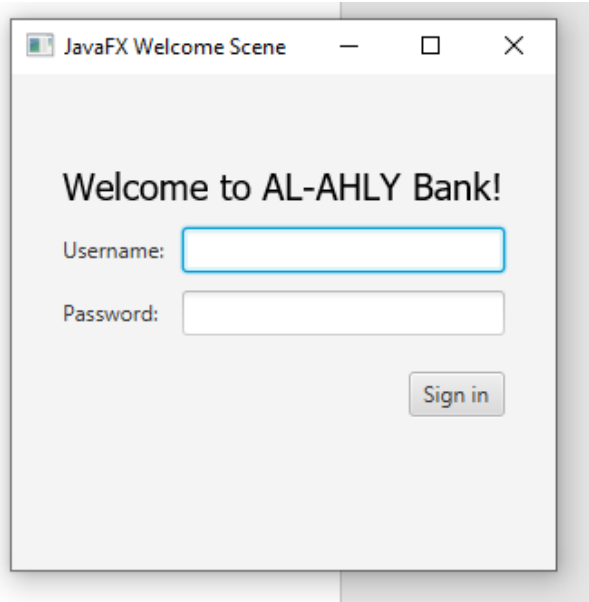 JavaFX Welcome Scene
Welcome to AL-AHLY Bank!
Username:
Password:
Sign in